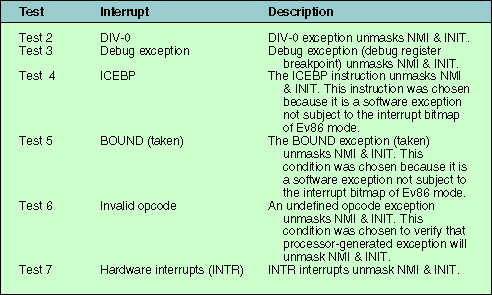 Test Interrupt Description
Test 2 DIV-0 DIV-0 exception unmasks NMI & INIT.
Test 3 Debug exception Debug exception (debug register
breakpoint) unmasks NMI & INIT.
Test 4 ICEBP The ICEBP instruction unmasks NMI
& INIT. This instruction was chosen
because it is a software exception
not subject to the interrupt bitmap
of Ev86 mode.
Test 5 BOUND (taken) The BOUND exception (taken)
unmasks NMI & INIT. This
condition was chosen because it is
a software exception not subject to
the interrupt bitmap of Ev86 mode.
Test 6 Invalid opcode An undefined opcode exception
unmasks NMI & INIT. This
condition was chosen to verify that
processor-generated exception will
unmask NMI & INIT.
Test 7 Hardware interrupts (INTR) INTR interrupts unmask NMI & INIT.